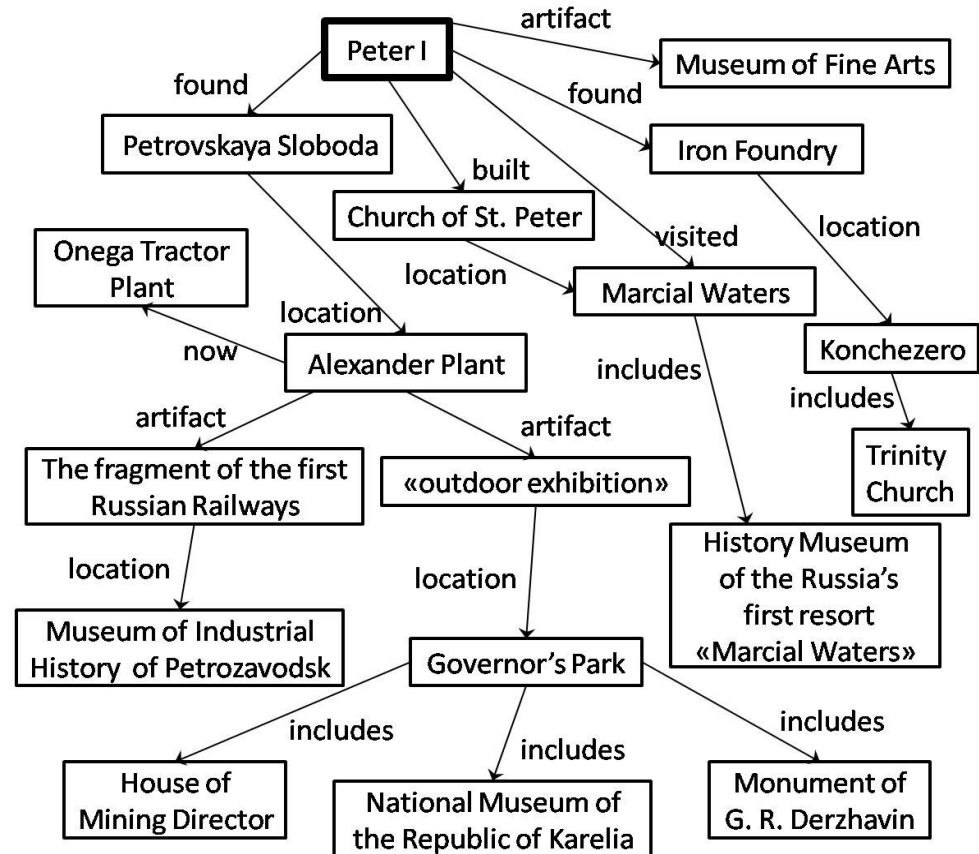 artifact
Peter I
Museum of Fine Arts
found
found
Petrovskaya Sloboda
Iron Foundry
built
Church of St. Peter
location
visited
Onega Tractor
Plant
location
Marcial Waters
location
now
Alexander Plant
includes
Konchezero
includes
artifact
artifact
The fragment of the first
Russian Railways
«outdoor exhibition»
Trinity
Church
location
location
History Museum
of the Russia's
first resort
«Marcial Waters»
Museum of Industrial
History of Petrozavodsk
Governor's Park
includes
includes
includes
House of
Mining Director
National Museum of
the Republic of Karelia
Monument of
G. R. Derzhavin